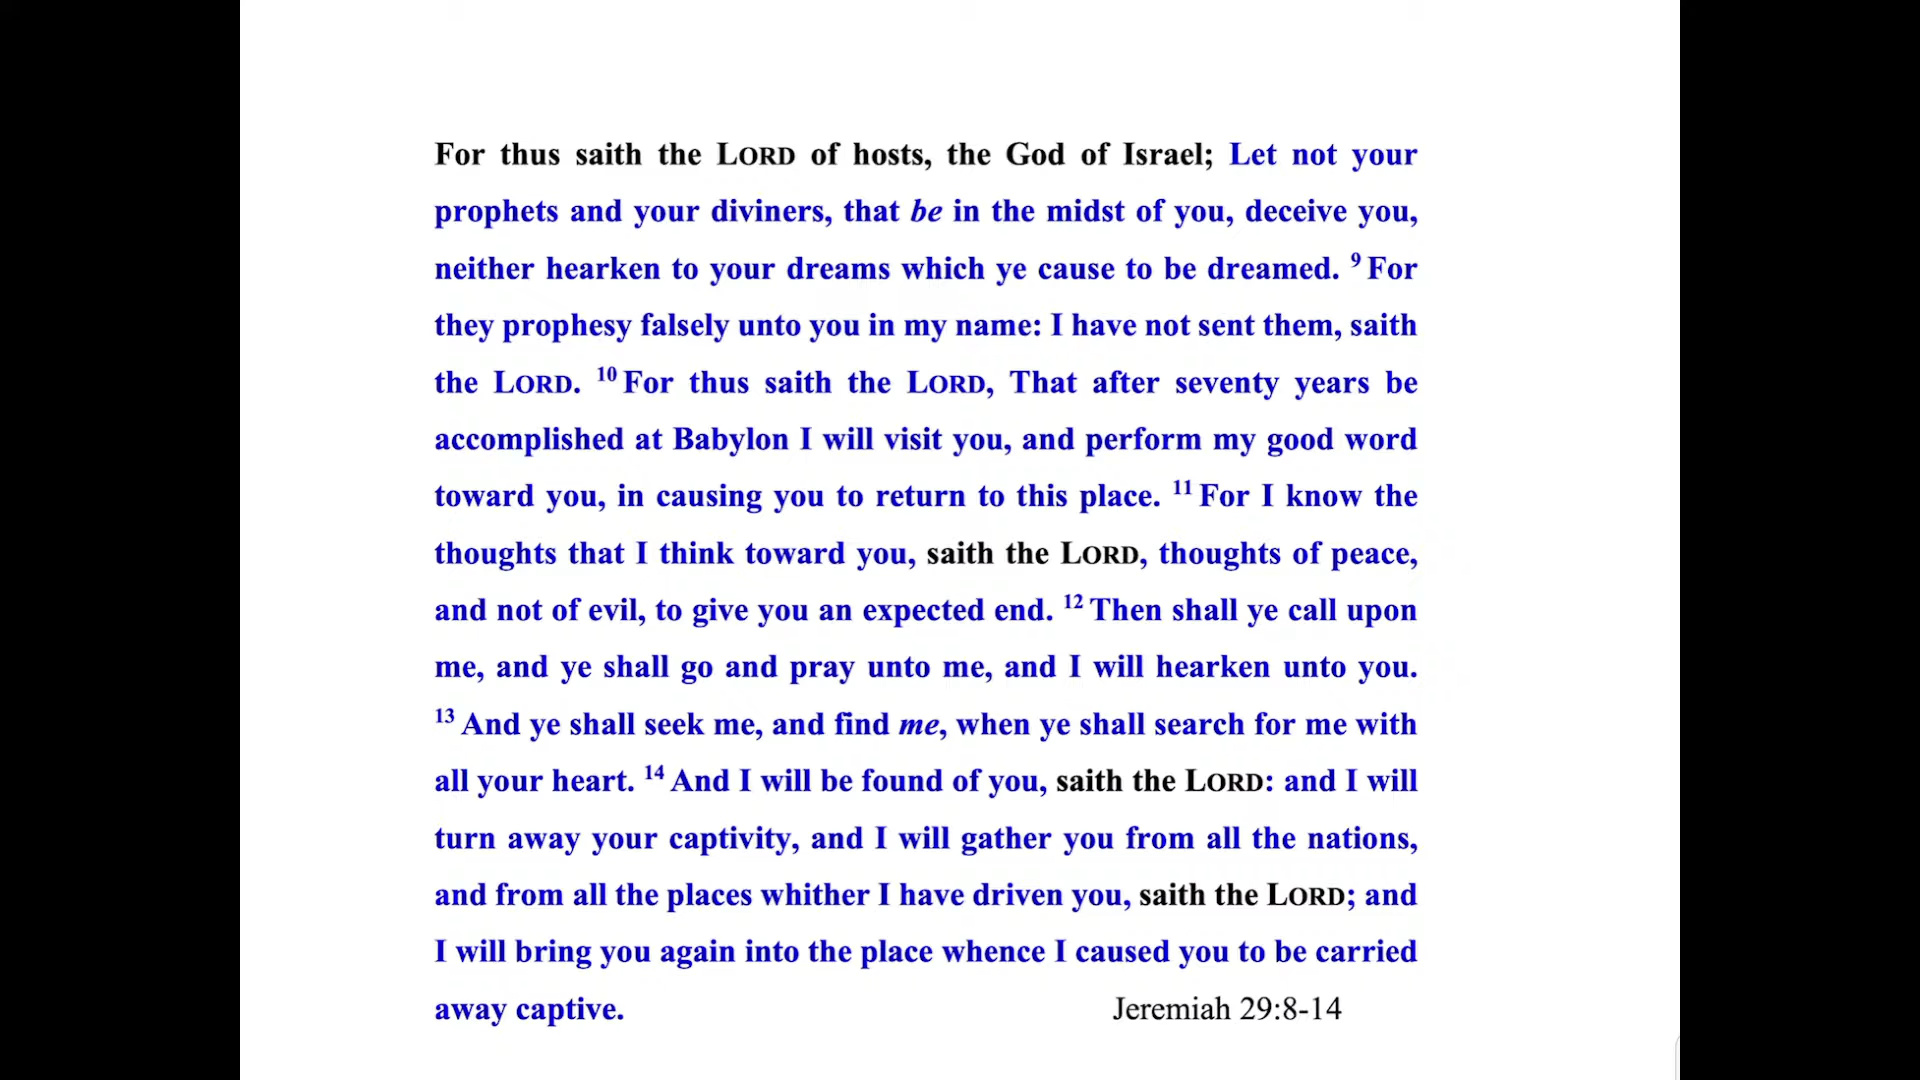 For thus saith the LORD of hosts, the God of Israel; Let not your
prophets and your diviners, that be in the midst of you, deceive you,
neither hearken to your dreams which ye cause to be dreamed. 9 For
they prophesy falsely unto you in my name: I have not sent them, saith
the LORD. 10 For thus saith the LORD, That after seventy years be
accomplished at Babylon I will visit you, and perform my good word
toward you, in causing you to return to this place. 11 For I know the
thoughts that I think toward you, saith the LORD, thoughts of peace,
and not of evil, to give you an expected end. 12 Then shall ye call upon
me, and ye shall go and pray unto me, and I will hearken unto you.
13 And ye shall seek me, and find me, when ye shall search for me with
all your heart. 14 And I will be found of you, saith the LORD: and I will
turn away your captivity, and I will gather you from all the nations,
and from all the places whither I have driven you, saith the LORD; and
I will bring you again into the place whence I caused you to be carried
away captive. Jeremiah 29:8-14